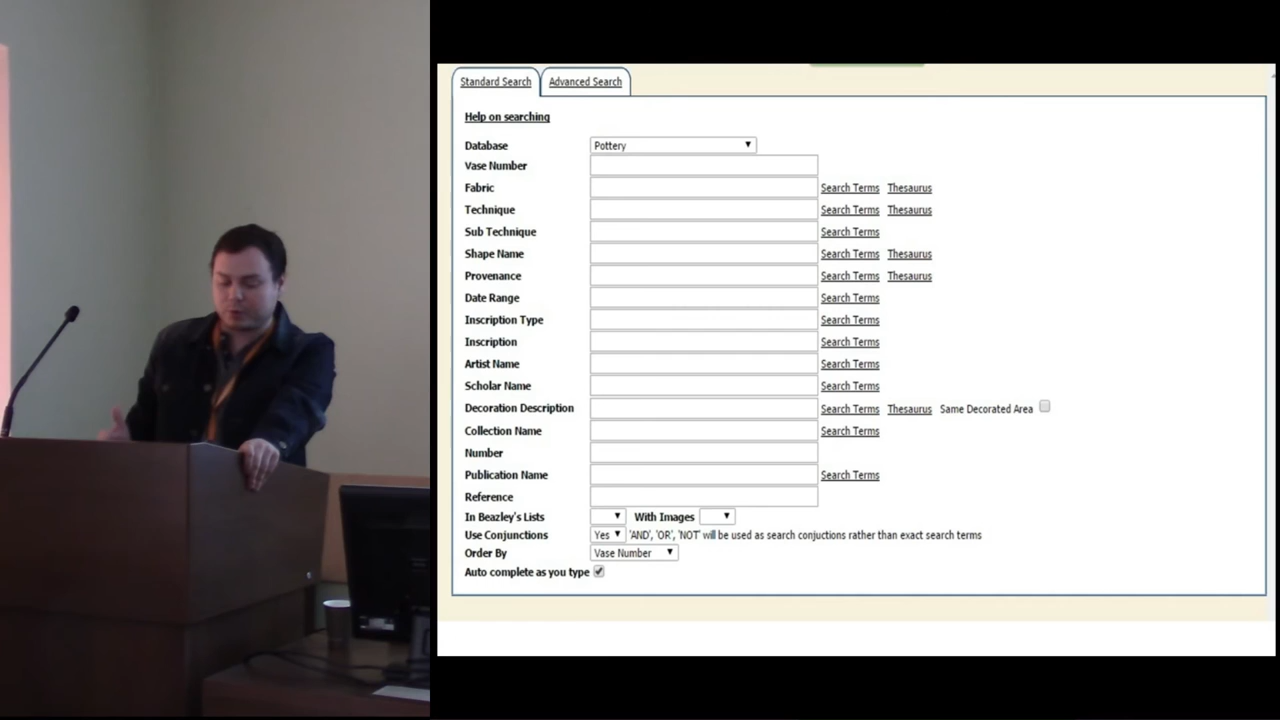 Standard Search Advanced Search
Help on searching
Database Pottery
Vase Number
Fabric Search Terms Thesaurus
Technique Search Terms Thesaurus
Sub Technique Search Terms
Shape Name Search Terms Thesaurus
Provenance Search Terms Thesaurus
Date Range Search Terms
Inscription Type Search Terms
Inscription Search Terms
Artist Name Search Terms
Scholar Name Search Terms
Decoration Description Search Terms Thesaurus Same Decorated Area
Collection Name Search Terms
Number
Publication Name Search Terms
Reference
In Beazley's Lists With Images
Use Conjunctions Yes 'AND', 'OR', 'NOT' will be used as search conjuctions rather than exact search terms
Order By Vase Number
Auto complete as you type